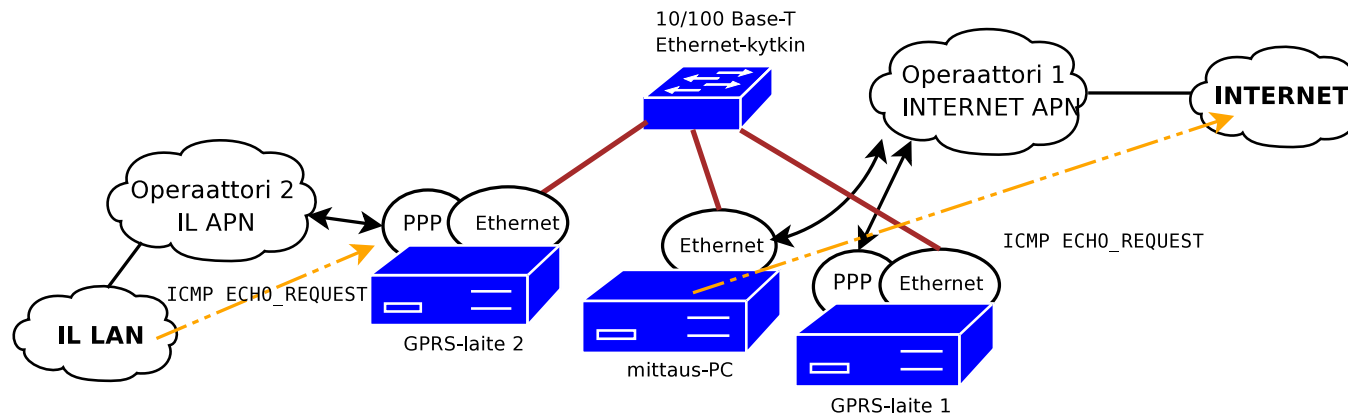 10/100 Base-T
Ethernet-kytkin
Operaattori 1
INTERNET APN
INTERNET
Operaattori 2
IL APN
PPP
Ethernet
Ethernet
ICMP ECHO_REQUEST
PPP
Ethernet
ICMP ECHO_REQUEST
IL LAN
GPRS-laite 2
mittaus-PC
GPRS-laite 1